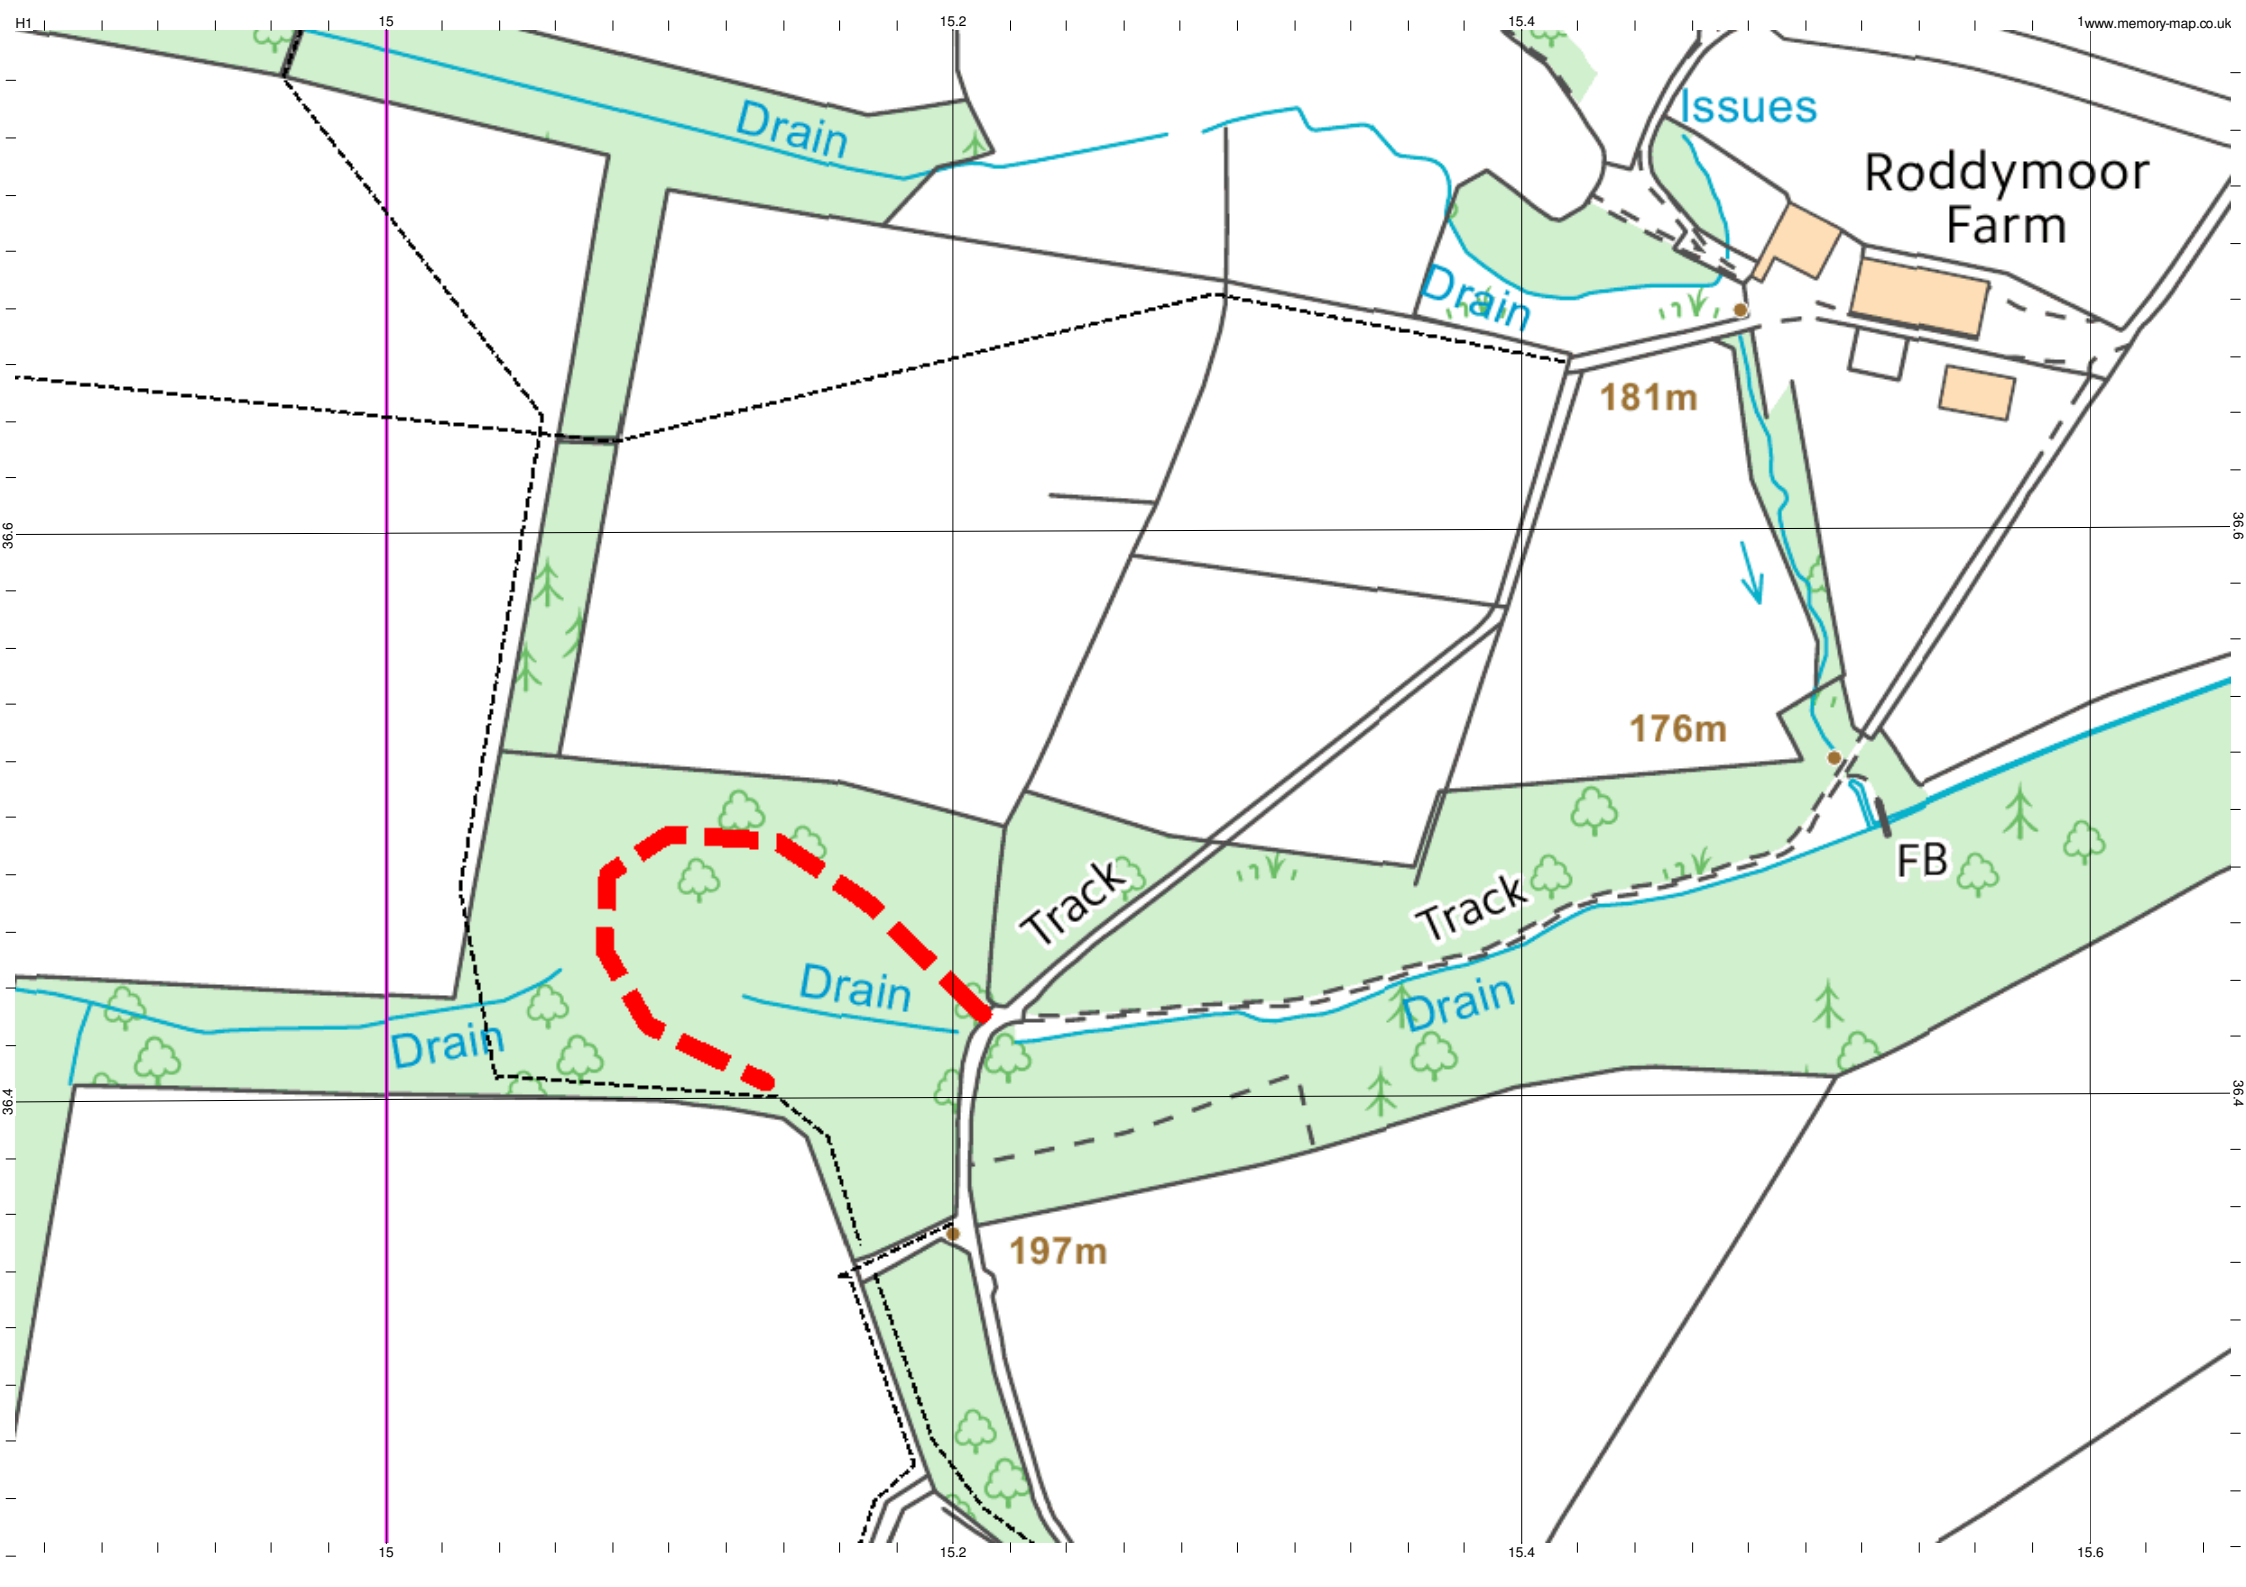 H1
15
15.2
15.4
1www.memory-map.co.uk
Issues
Drain
Roddymoor
Farm
Drain
181m
36.6
36.6
176m
FB
Track
Track
Drain
Drain
Drain
36.4
36.4
197m
15
15.2
15.4
15.6